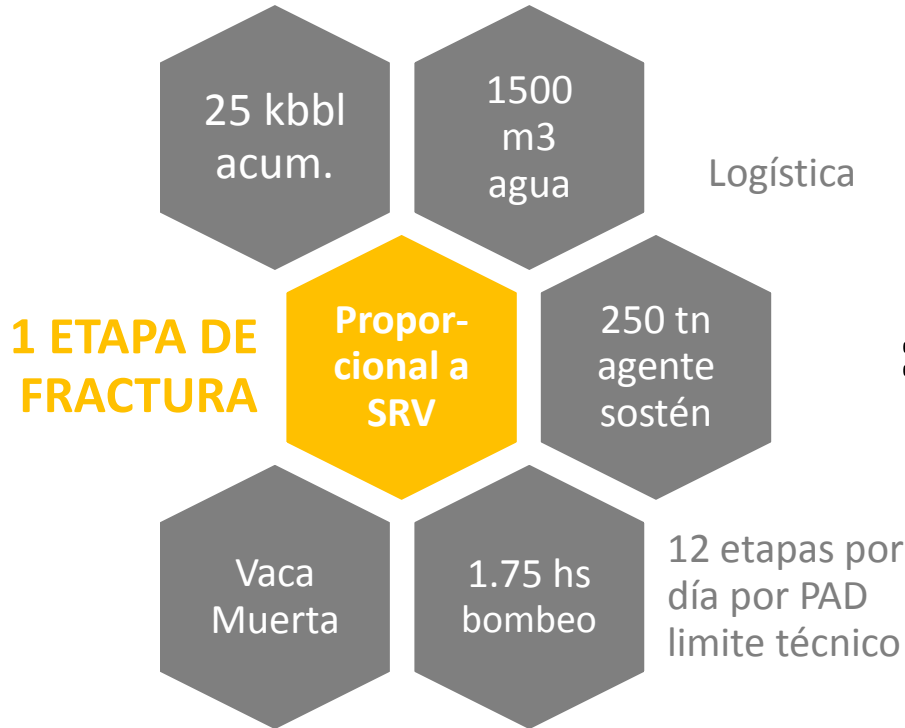 25 kbbl
acum.
1500
m3
agua
Logística
1 ETAPA DE
FRACTURA
Propor-
cional a
SRV
250 tn
agente
sostén
Vaca
Muerta
1.75 hs
bombeo
12 etapas por
día por PAD
limite técnico